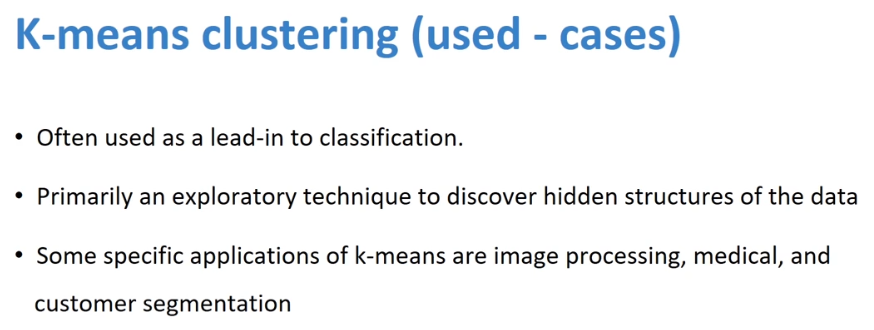 K-means clustering (used - cases)
• Often used as a lead-in to classification.
• Primarily an exploratory technique to discover hidden structures of the data
• Some specific applications of k-means are image processing, medical, and
customer segmentation